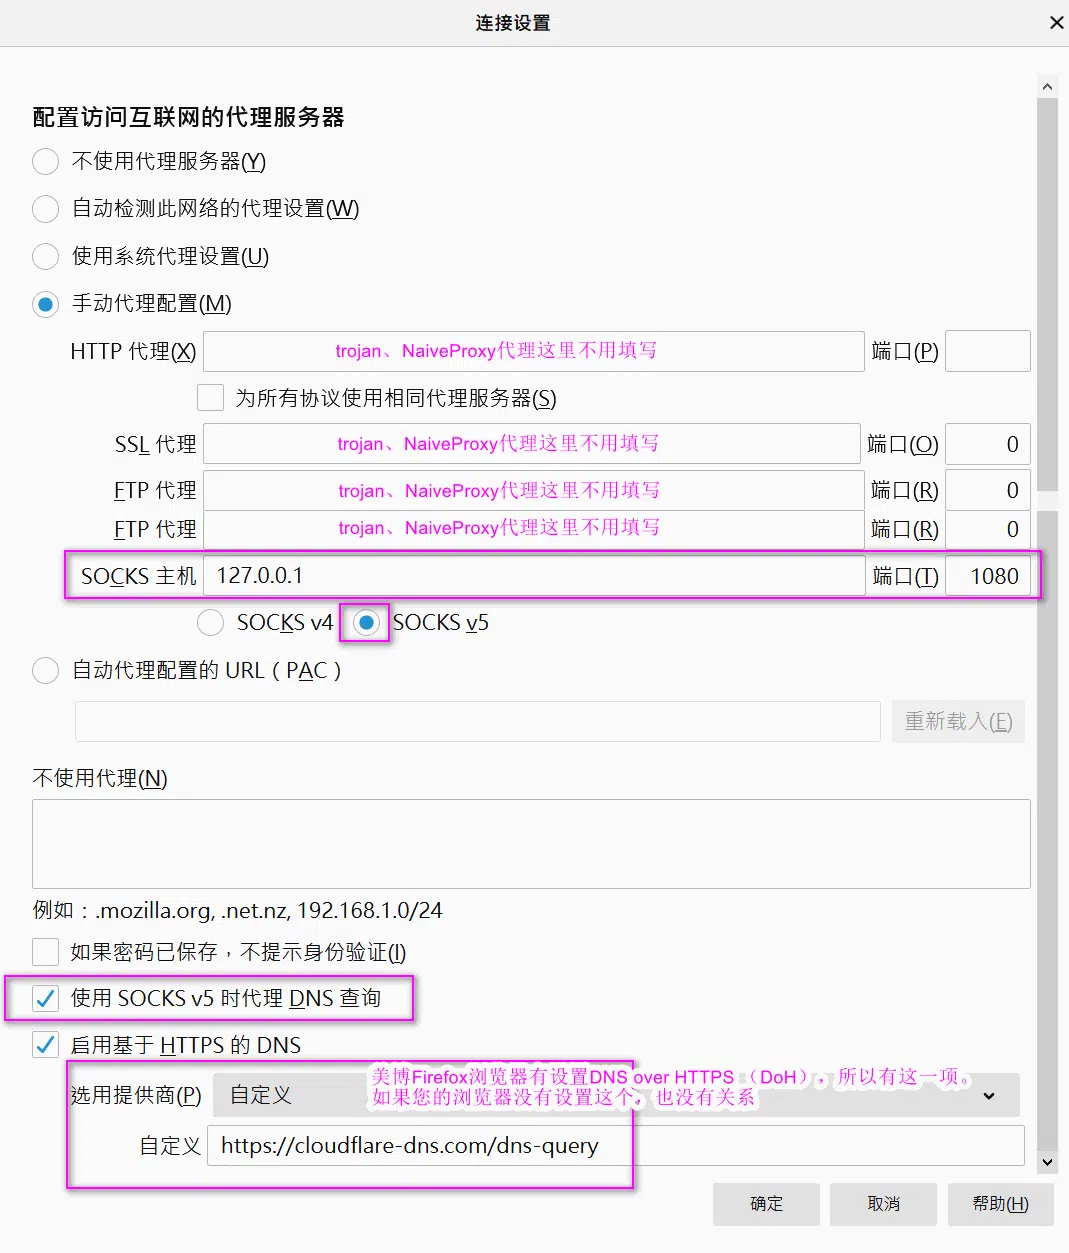 连接设置
配置访问互联网的代理服务器
不使用代理服务器(Y)
自动检测此网络的代理设置(W)
使用系统代理设置(U)
手动代理配置(M)
HTTP 代理(X) trojan、NaiveProxy代理这里不用填写 端口(P)
为所有协议使用相同代理服务器(S)
SSL 代理 trojan、NaiveProxy代理这里不用填写 端口(O) 0
FTP 代理 trojan、NaiveProxy代理这里不用填写 端口(R) 0
FTP 代理 trojan、NaiveProxy代理这里不用填写 端口(R) 0
SOCKS 主机 127.0.0.1 端口(T) 1080
SOCKS v4 SOCKS v5
自动代理配置的 URL（PAC）
重新载入(E)
不使用代理(N)
例如：.mozilla.org, .net.nz, 192.168.1.0/24
如果密码已保存，不提示身份验证(I)
使用 SOCKS v5 时代理 DNS 查询
启用基于 HTTPS 的 DNS
美博Firefox浏览器有设置DNS over HTTPS （DoH），所以有这一项。
选用提供商(P) 自定义
如果您的浏览器没有设置这个，也没有关系
自定义 https://cloudflare-dns.com/dns-query
确定 取消 帮助(H)